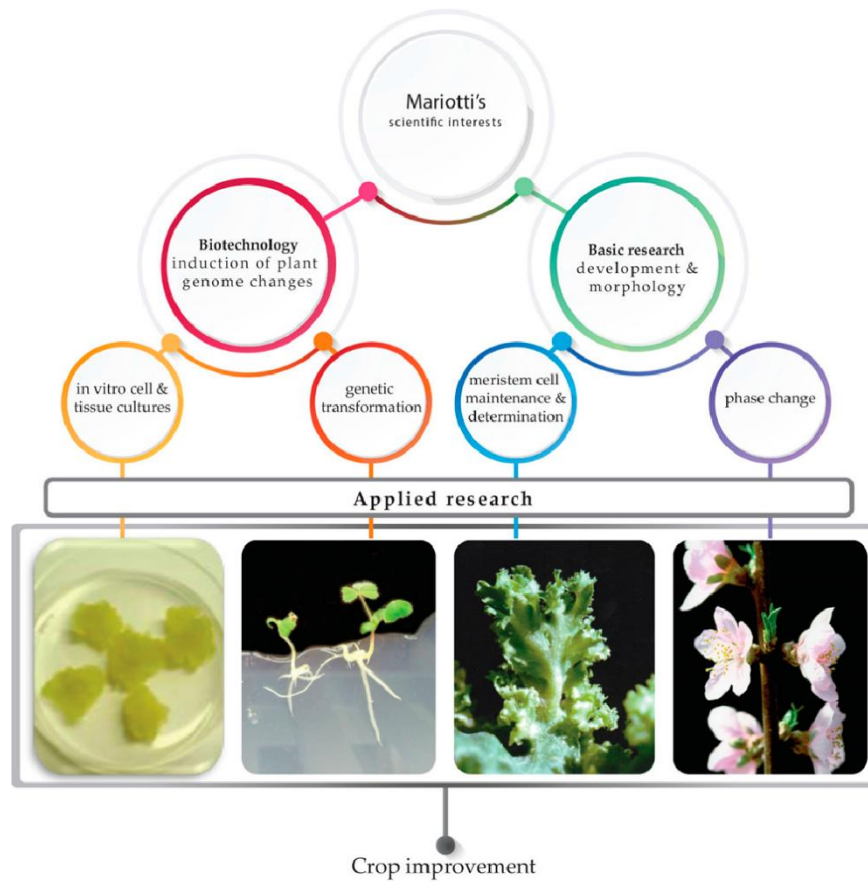 Mariotti's
scientific interests
Biotechnology
induction of plant
genome changes
Basic research
development &
morphology
in vitro cell &
tissue cultures
genetic
transformation
meristem cell
maintenance &
determination
phase change
Applied research
Crop improvement